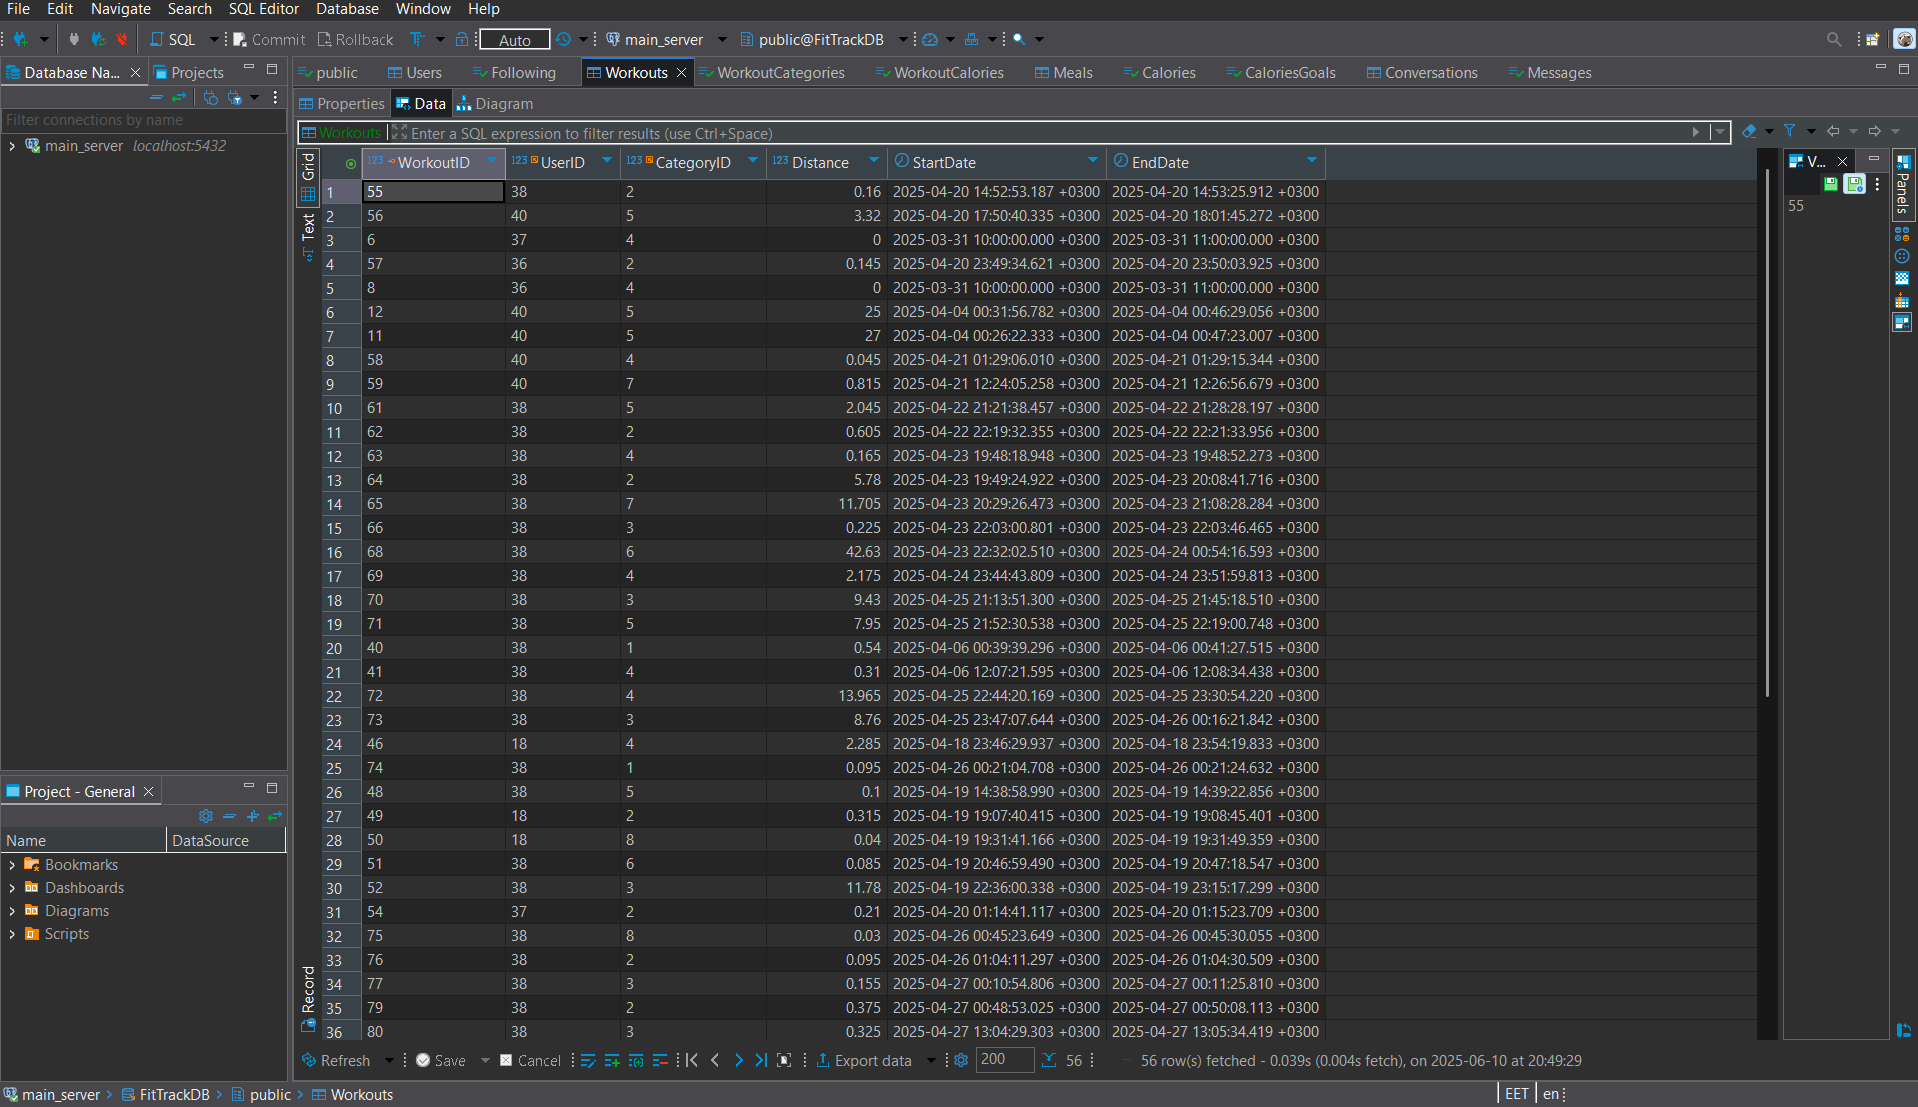 File Edit Navigate Search SQL Editor Database Window Help
SQL Commit Rollback Auto main_server public@FitTrackDB
Database Na... Projects
Filter connections by name
main_server localhost:5432
public Users Following Workouts WorkoutCategories WorkoutCalories Meals Calories CaloriesGoals Conversations Messages
Properties Data Diagram
Workouts Enter a SQL expression to filter results (use Ctrl+Space)
Grid
Text
Record
123 WorkoutID 123 UserID 123 CategoryID 123 Distance StartDate EndDate
1 55 38 2 0.16 2025-04-20 14:52:53.187 +0300 2025-04-20 14:53:25.912 +0300
2 56 40 5 3.32 2025-04-20 17:50:40.335 +0300 2025-04-20 18:01:45.272 +0300
3 6 37 4 0 2025-03-31 10:00:00.000 +0300 2025-03-31 11:00:00.000 +0300
4 57 36 2 0.145 2025-04-20 23:49:34.621 +0300 2025-04-20 23:50:03.925 +0300
5 8 36 4 0 2025-03-31 10:00:00.000 +0300 2025-03-31 11:00:00.000 +0300
6 12 40 5 25 2025-04-04 00:31:56.782 +0300 2025-04-04 00:46:29.056 +0300
7 11 40 5 27 2025-04-04 00:26:22.333 +0300 2025-04-04 00:47:23.007 +0300
8 58 40 4 0.045 2025-04-21 01:29:06.010 +0300 2025-04-21 01:29:15.344 +0300
9 59 40 7 0.815 2025-04-21 12:24:05.258 +0300 2025-04-21 12:26:56.679 +0300
10 61 38 5 2.045 2025-04-22 21:21:38.457 +0300 2025-04-22 21:28:28.197 +0300
11 62 38 2 0.605 2025-04-22 22:19:32.355 +0300 2025-04-22 22:21:33.956 +0300
12 63 38 4 0.165 2025-04-23 19:48:18.948 +0300 2025-04-23 19:48:52.273 +0300
13 64 38 2 5.78 2025-04-23 19:49:24.922 +0300 2025-04-23 20:08:41.716 +0300
14 65 38 7 11.705 2025-04-23 20:29:26.473 +0300 2025-04-23 21:08:28.284 +0300
15 66 38 3 0.225 2025-04-23 22:03:00.801 +0300 2025-04-23 22:03:46.465 +0300
16 68 38 6 42.63 2025-04-23 22:32:02.510 +0300 2025-04-24 00:54:16.593 +0300
17 69 38 4 2.175 2025-04-24 23:44:43.809 +0300 2025-04-24 23:51:59.813 +0300
18 70 38 3 9.43 2025-04-25 21:13:51.300 +0300 2025-04-25 21:45:18.510 +0300
19 71 38 5 7.95 2025-04-25 21:52:30.538 +0300 2025-04-25 22:19:00.748 +0300
20 40 38 1 0.54 2025-04-06 00:39:39.296 +0300 2025-04-06 00:41:27.515 +0300
21 41 38 4 0.31 2025-04-06 12:07:21.595 +0300 2025-04-06 12:08:34.438 +0300
22 72 38 4 13.965 2025-04-25 22:44:20.169 +0300 2025-04-25 23:30:54.220 +0300
23 73 38 3 8.76 2025-04-25 23:47:07.644 +0300 2025-04-26 00:16:21.842 +0300
24 46 18 4 2.285 2025-04-18 23:46:29.937 +0300 2025-04-18 23:54:19.833 +0300
25 74 38 1 0.095 2025-04-26 00:21:04.708 +0300 2025-04-26 00:21:24.632 +0300
26 48 38 5 0.1 2025-04-19 14:38:58.990 +0300 2025-04-19 14:39:22.856 +0300
27 49 18 2 0.315 2025-04-19 19:07:40.415 +0300 2025-04-19 19:08:45.401 +0300
28 50 18 8 0.04 2025-04-19 19:31:41.166 +0300 2025-04-19 19:31:49.359 +0300
29 51 38 6 0.085 2025-04-19 20:46:59.490 +0300 2025-04-19 20:47:18.547 +0300
30 52 38 3 11.78 2025-04-19 22:36:00.338 +0300 2025-04-19 23:15:17.299 +0300
31 54 37 2 0.21 2025-04-20 01:14:41.117 +0300 2025-04-20 01:15:23.709 +0300
32 75 38 8 0.03 2025-04-26 00:45:23.649 +0300 2025-04-26 00:45:30.055 +0300
33 76 38 2 0.095 2025-04-26 01:04:11.297 +0300 2025-04-26 01:04:30.509 +0300
34 77 38 3 0.155 2025-04-27 00:10:54.806 +0300 2025-04-27 00:11:25.810 +0300
35 79 38 2 0.375 2025-04-27 00:48:53.025 +0300 2025-04-27 00:50:08.113 +0300
36 80 38 3 0.325 2025-04-27 13:04:29.303 +0300 2025-04-27 13:05:34.419 +0300
V...
55
Panels
Project - General
Name DataSource
Bookmarks
Dashboards
Diagrams
Scripts
Refresh Save Cancel Export data 200 56 56 row(s) fetched - 0.039s (0.004s fetch), on 2025-06-10 at 20:49:29
main_server FitTrackDB public Workouts EET en